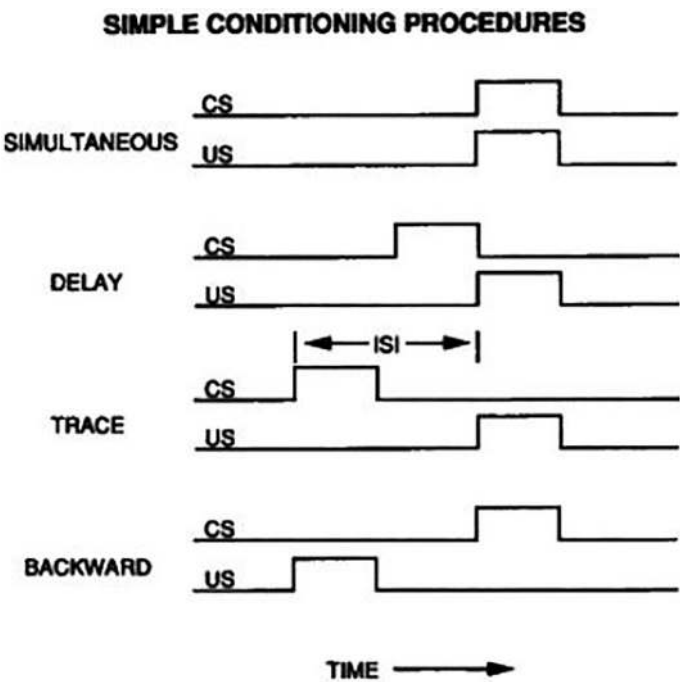 SIMPLE CONDITIONING PROCEDURES
CS
SIMULTANEOUS
US
CS
DELAY
US
ISI
CS
TRACE
US
CS
BACKWARD
US
TIME